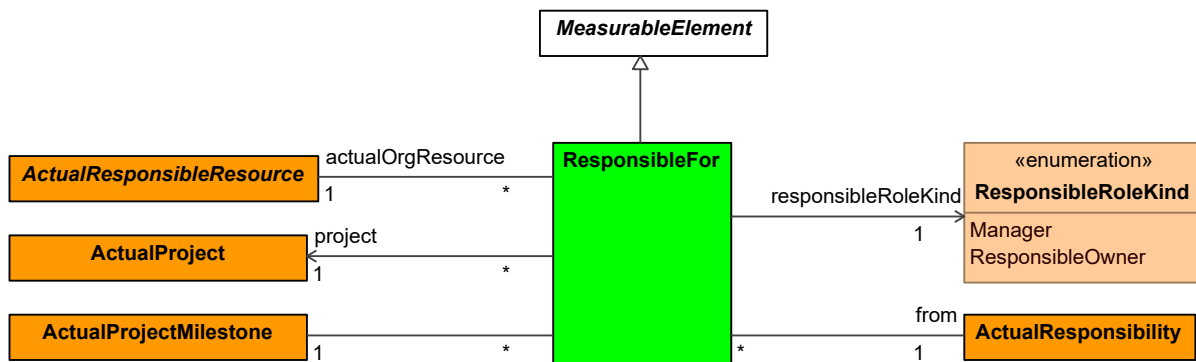 MeasurableElement
ActualResponsibleResource
actualOrgResource
1
*
ResponsibleFor
responsibleRoleKind
1
«enumeration»
ResponsibleRoleKind
Manager
ResponsibleOwner
ActualProject
project
1
*
ActualProjectMilestone
1
*
*
from
1
ActualResponsibility